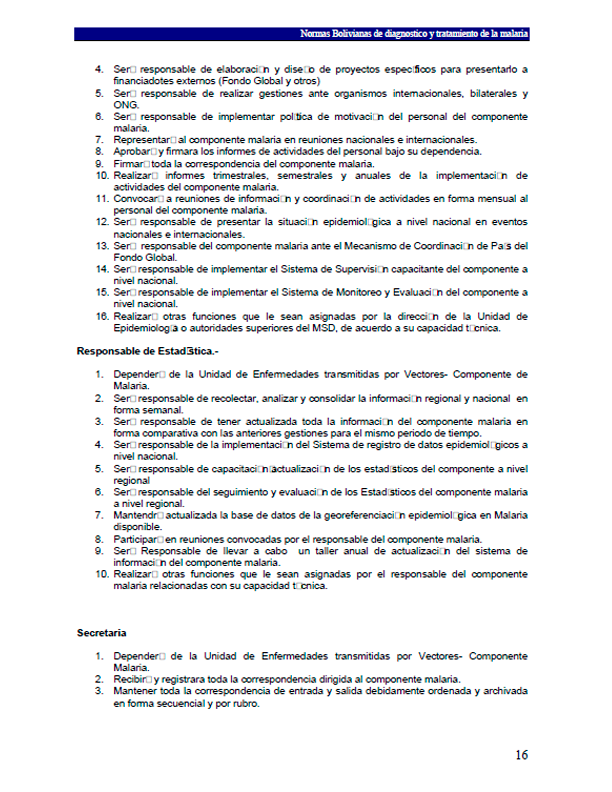 Normas Bolivianas de diagnostico y tratamiento de la malaria
4. Ser□ responsable de elaboraci□n y dise□o de proyectos espec□ficos para presentarlo a
financiadotes externos (Fondo Global y otros)
5. Ser□ responsable de realizar gestiones ante organismos internacionales, bilaterales y
ONG.
6. Ser□ responsable de implementar pol□tica de motivaci□n del personal del componente
malaria.
7. Representar□ al componente malaria en reuniones nacionales e internacionales.
8. Aprobar□ y firmara los informes de actividades del personal bajo su dependencia.
9. Firmar□ toda la correspondencia del componente malaria.
10. Realizar□ informes trimestrales, semestrales y anuales de la implementaci□n de
actividades del componente malaria.
11. Convocar□ a reuniones de informaci□n y coordinaci□n de actividades en forma mensual al
personal del componente malaria.
12. Ser□ responsable de presentar la situaci□n epidemiol□gica a nivel nacional en eventos
nacionales e internacionales.
13. Ser□ responsable del componente malaria ante el Mecanismo de Coordinaci□n de Pa□s del
Fondo Global.
14. Ser□ responsable de implementar el Sistema de Supervisi□n capacitante del componente a
nivel nacional.
15. Ser□ responsable de implementar el Sistema de Monitoreo y Evaluaci□n del componente a
nivel nacional.
16. Realizar□ otras funciones que le sean asignadas por la direcci□n de la Unidad de
Epidemiolog□a o autoridades superiores del MSD, de acuerdo a su capacidad t□cnica.
Responsable de Estad□stica.-
1. Depender□ de la Unidad de Enfermedades transmitidas por Vectores- Componente de
Malaria.
2. Ser□ responsable de recolectar, analizar y consolidar la informaci□n regional y nacional en
forma semanal.
3. Ser□ responsable de tener actualizada toda la informaci□n del componente malaria en
forma comparativa con las anteriores gestiones para el mismo periodo de tiempo.
4. Ser□ responsable de la implementaci□n del Sistema de registro de datos epidemiol□gicos a
nivel nacional.
5. Ser□ responsable de capacitaci□n □actualizaci□n de los estad□sticos del componente a nivel
regional
6. Ser□ responsable del seguimiento y evaluaci□n de los Estad□sticos del componente malaria
a nivel regional.
7. Mantendr□ actualizada la base de datos de la georeferenciaci□n epidemiol□gica en Malaria
disponible.
8. Participar□ en reuniones convocadas por el responsable del componente malaria.
9. Ser□ Responsable de llevar a cabo un taller anual de actualizaci□n del sistema de
informaci□n del componente malaria.
10. Realizar□ otras funciones que le sean asignadas por el responsable del componente
malaria relacionadas con su capacidad t□cnica.
Secretaria
1. Depender□ de la Unidad de Enfermedades transmitidas por Vectores- Componente
Malaria.
2. Recibir□ y registrara toda la correspondencia dirigida al componente malaria.
3. Mantener toda la correspondencia de entrada y salida debidamente ordenada y archivada
en forma secuencial y por rubro.
16